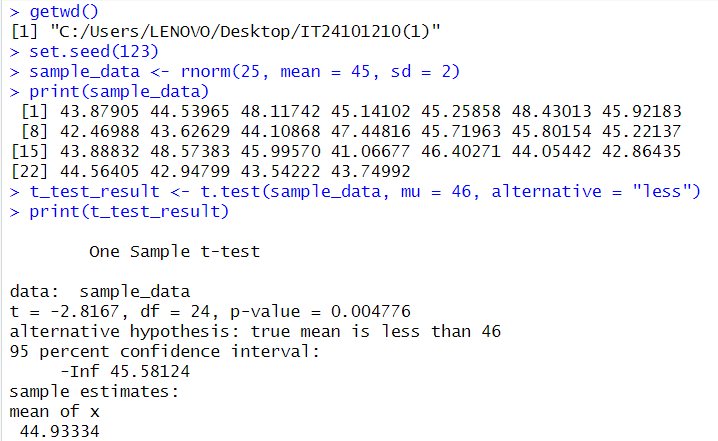 > getwd()
[1] "C:/Users/LENOVO/Desktop/IT24101210(1)"
> set.seed(123)
> sample_data <- rnorm(25, mean = 45, sd = 2)
> print(sample_data)
 [1] 43.87905 44.53965 48.11742 45.14102 45.25858 48.43013 45.92183
 [8] 42.46988 43.62629 44.10868 47.44816 45.71963 45.80154 45.22137
[15] 43.88832 48.57383 45.99570 41.06677 46.40271 44.05442 42.86435
[22] 44.56405 42.94799 43.54222 43.74992
> t_test_result <- t.test(sample_data, mu = 46, alternative = "less")
> print(t_test_result)
        One Sample t-test
data:  sample_data
t = -2.8167, df = 24, p-value = 0.004776
alternative hypothesis: true mean is less than 46
95 percent confidence interval:
     -Inf 45.58124
sample estimates:
mean of x
 44.93334